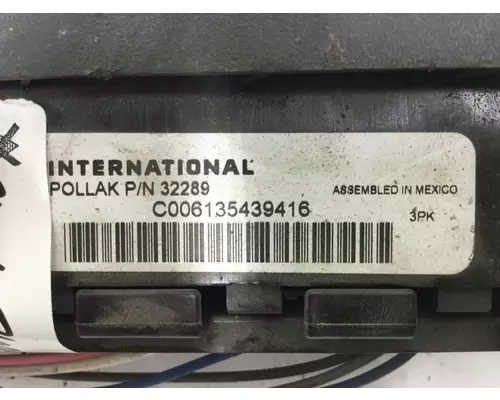 INTERNATIONAL
POLLAK P/N 32289
ASSEMBLED IN MEXICO
C006135439416
3PK